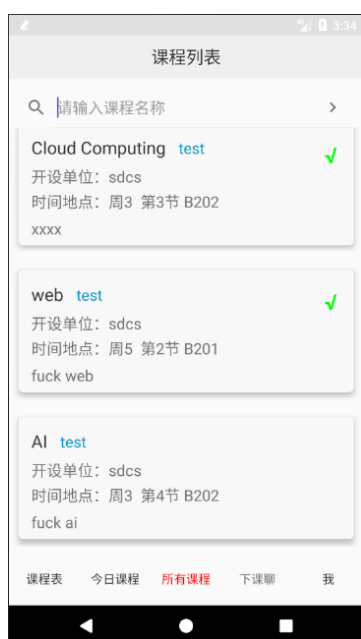 3:34
课程列表
请输入课程名称
Cloud Computing test
√
开设单位：sdcs
时间地点：周3 第3节 B202
xxxx
web test
√
开设单位：sdcs
时间地点：周5 第2节 B201
fuck web
AI test
开设单位：sdcs
时间地点：周3 第4节 B202
fuck ai
课程表 今日课程 所有课程 下课聊 我